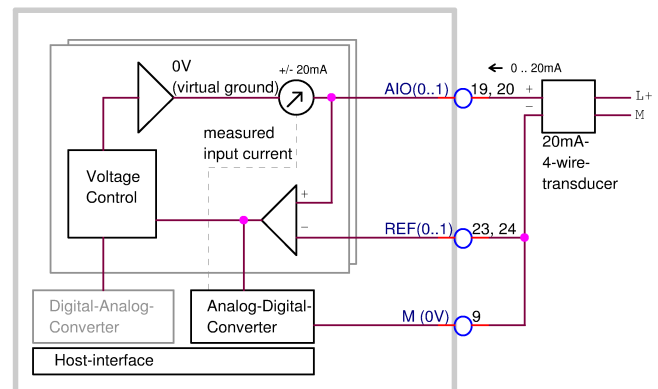 0V
(virtual ground)
+/- 20mA
AIO(0..1)
19, 20
0 .. 20mA
+
−
L+
M
20mA-
4-wire-
transducer
measured
input current
Voltage
Control
+
−
REF(0..1)
23, 24
Digital-Analog-
Converter
Analog-Digital-
Converter
M (0V)
9
Host-interface